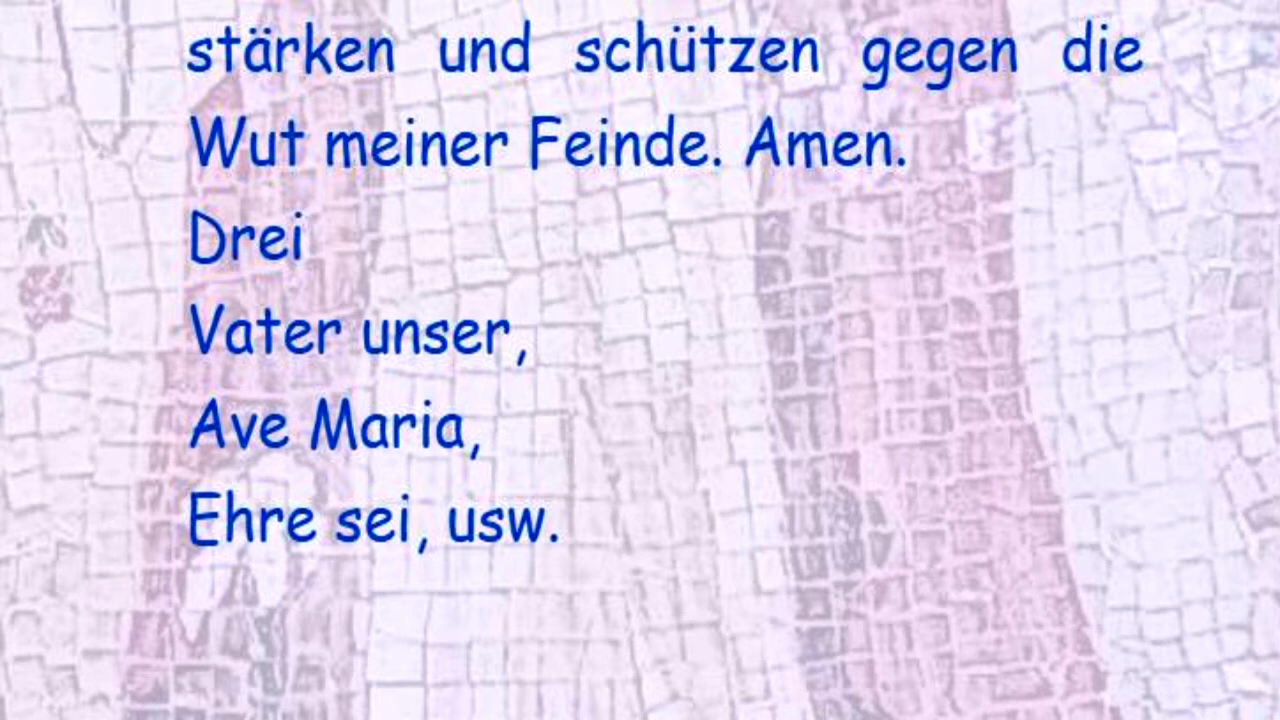 stärken und schützen gegen die
Wut meiner Feinde. Amen.
Drei
Vater unser,
Ave Maria,
Ehre sei, usw.